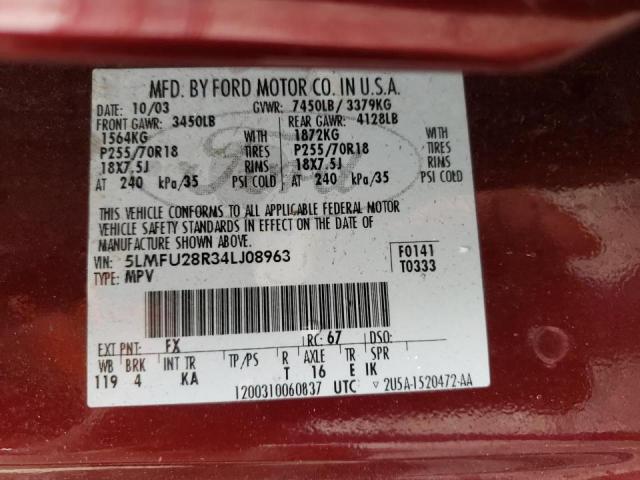 MFD. BY FORD MOTOR CO. IN U.S.A.
DATE: 10/03 GVWR: 7450LB/ 3379KG
FRONT GAWR: 3450LB REAR GAWR: 4128LB
1564KG WITH 1872KG WITH
P255/70R18 TIRES P255/70R18 TIRES
18X7.5J RIMS 18X7.5J RIMS
AT 240 kPa/35 PSI COLD AT 240 kPa/35 PSI COLD
Ford
THIS VEHICLE CONFORMS TO ALL APPLICABLE FEDERAL MOTOR
VEHICLE SAFETY STANDARDS IN EFFECT ON THE DATE OF
MANUFACTURE SHOWN ABOVE.
VIN: 5LMFU28R34LJ08963 F0141
TYPE: MPV T0333
EXT PNT: FX RC: 67 DSO:
WB BRK INT TR TP/PS R AXLE TR SPR
119 4 KA T 16 E IK
1200310060837 UTC ▽ 2U5A-1520472-AA